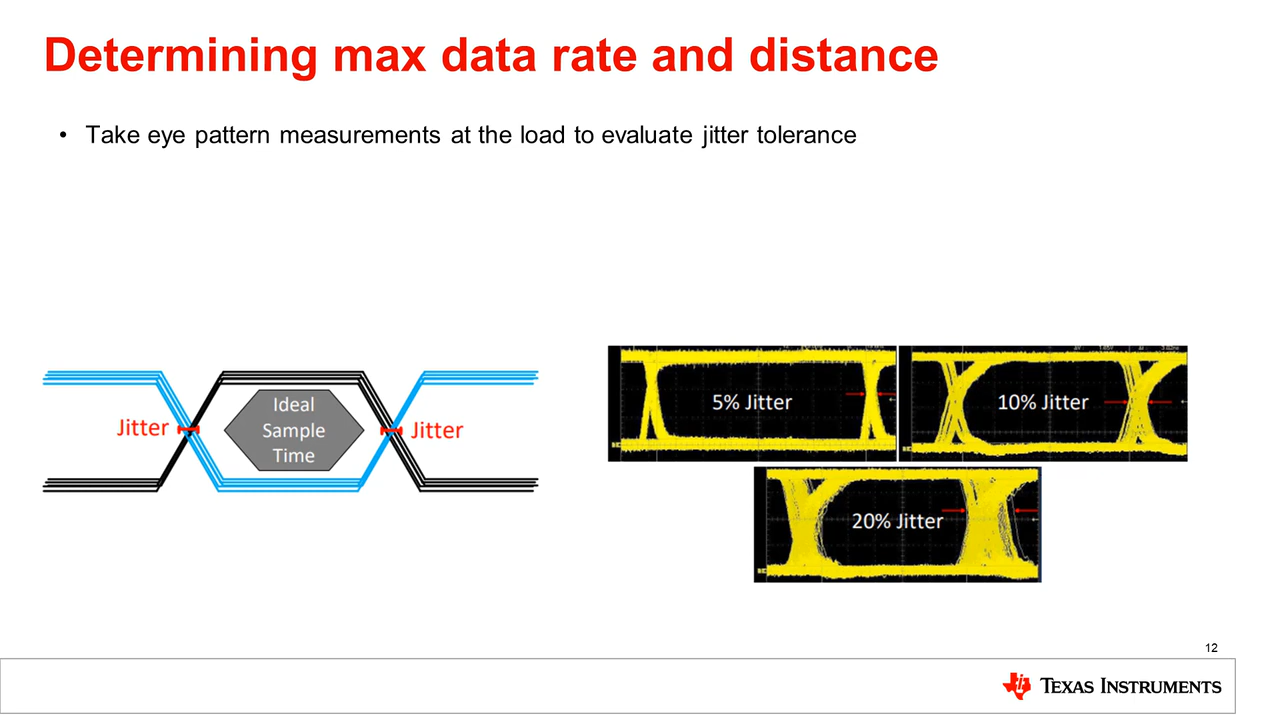 Determining max data rate and distance
• Take eye pattern measurements at the load to evaluate jitter tolerance
Jitter
Ideal
Sample
Time
Jitter
5% Jitter
10% Jitter
20% Jitter
12
TEXAS INSTRUMENTS